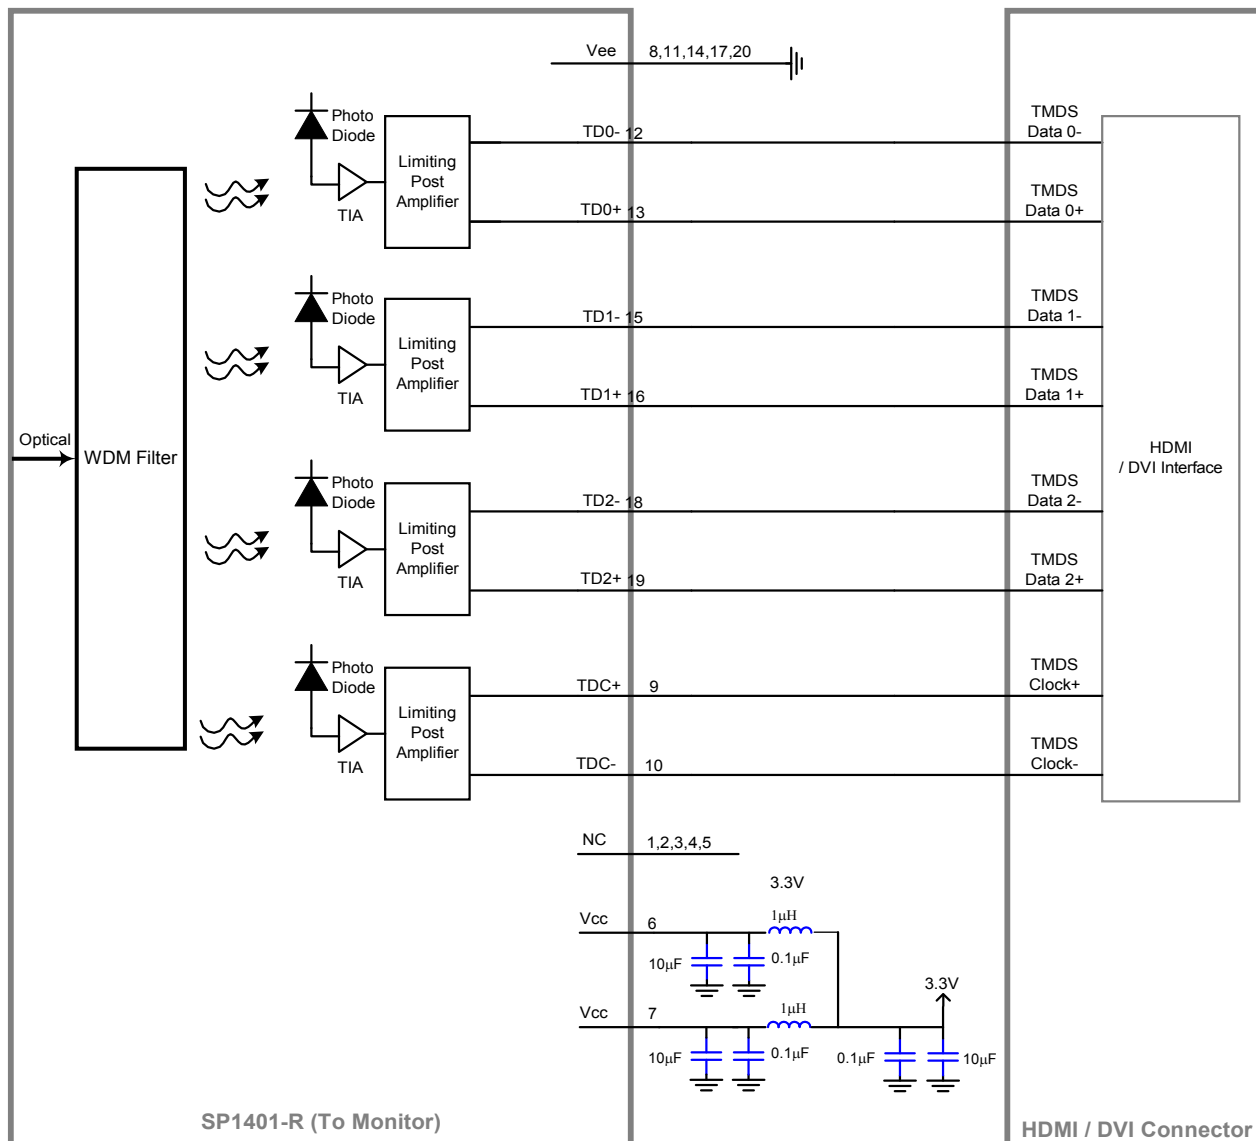 Vee 8,11,14,17,20
Photo
Diode
TIA
Limiting
Post
Amplifier
TD0- 12
TMDS
Data 0-
TD0+ 13
TMDS
Data 0+
Photo
Diode
TIA
Limiting
Post
Amplifier
TD1- 15
TMDS
Data 1-
TD1+ 16
TMDS
Data 1+
Optical
WDM Filter
HDMI
/ DVI Interface
Photo
Diode
TIA
Limiting
Post
Amplifier
TD2- 18
TMDS
Data 2-
TD2+ 19
TMDS
Data 2+
Photo
Diode
TIA
Limiting
Post
Amplifier
TDC+ 9
TMDS
Clock+
TDC- 10
TMDS
Clock-
NC 1,2,3,4,5
3.3V
Vcc 6
1µH
10µF
0.1µF
3.3V
Vcc 7
1µH
10µF
0.1µF
0.1µF
10µF
SP1401-R (To Monitor)
HDMI / DVI Connector